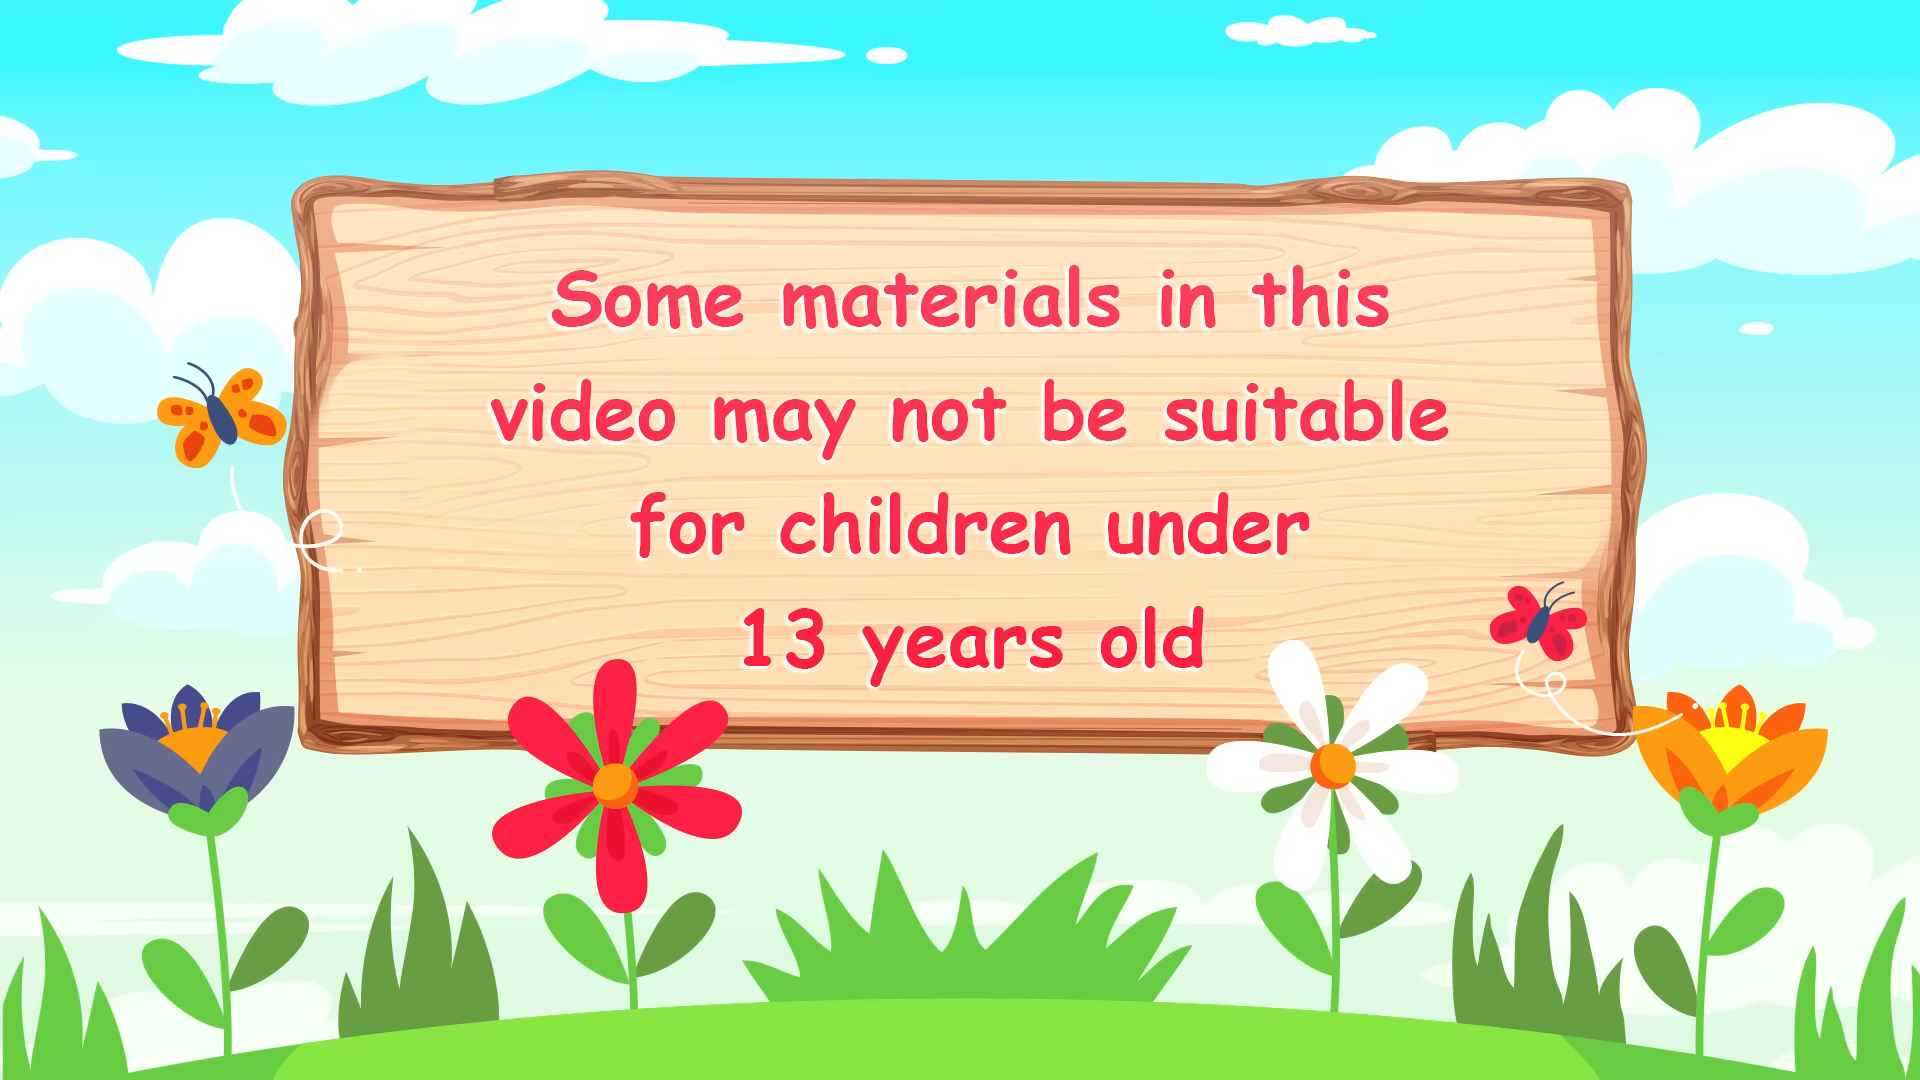 Some materials in this
video may not be suitable
for children under
13 years old